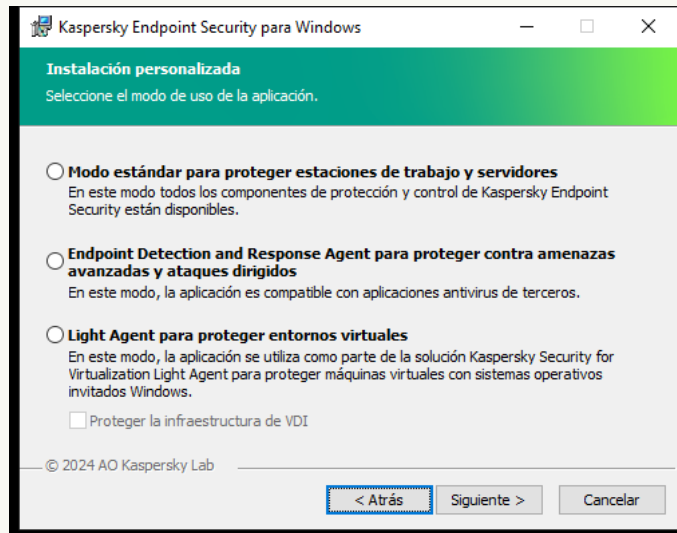 Kaspersky Endpoint Security para Windows
Instalación personalizada
Seleccione el modo de uso de la aplicación.
Modo estándar para proteger estaciones de trabajo y servidores
En este modo todos los componentes de protección y control de Kaspersky Endpoint
Security están disponibles.
Endpoint Detection and Response Agent para proteger contra amenazas
avanzadas y ataques dirigidos
En este modo, la aplicación es compatible con aplicaciones antivirus de terceros.
Light Agent para proteger entornos virtuales
En este modo, la aplicación se utiliza como parte de la solución Kaspersky Security for
Virtualization Light Agent para proteger máquinas virtuales con sistemas operativos
invitados Windows.
Proteger la infraestructura de VDI
© 2024 AO Kaspersky Lab
< Atrás Siguiente > Cancelar